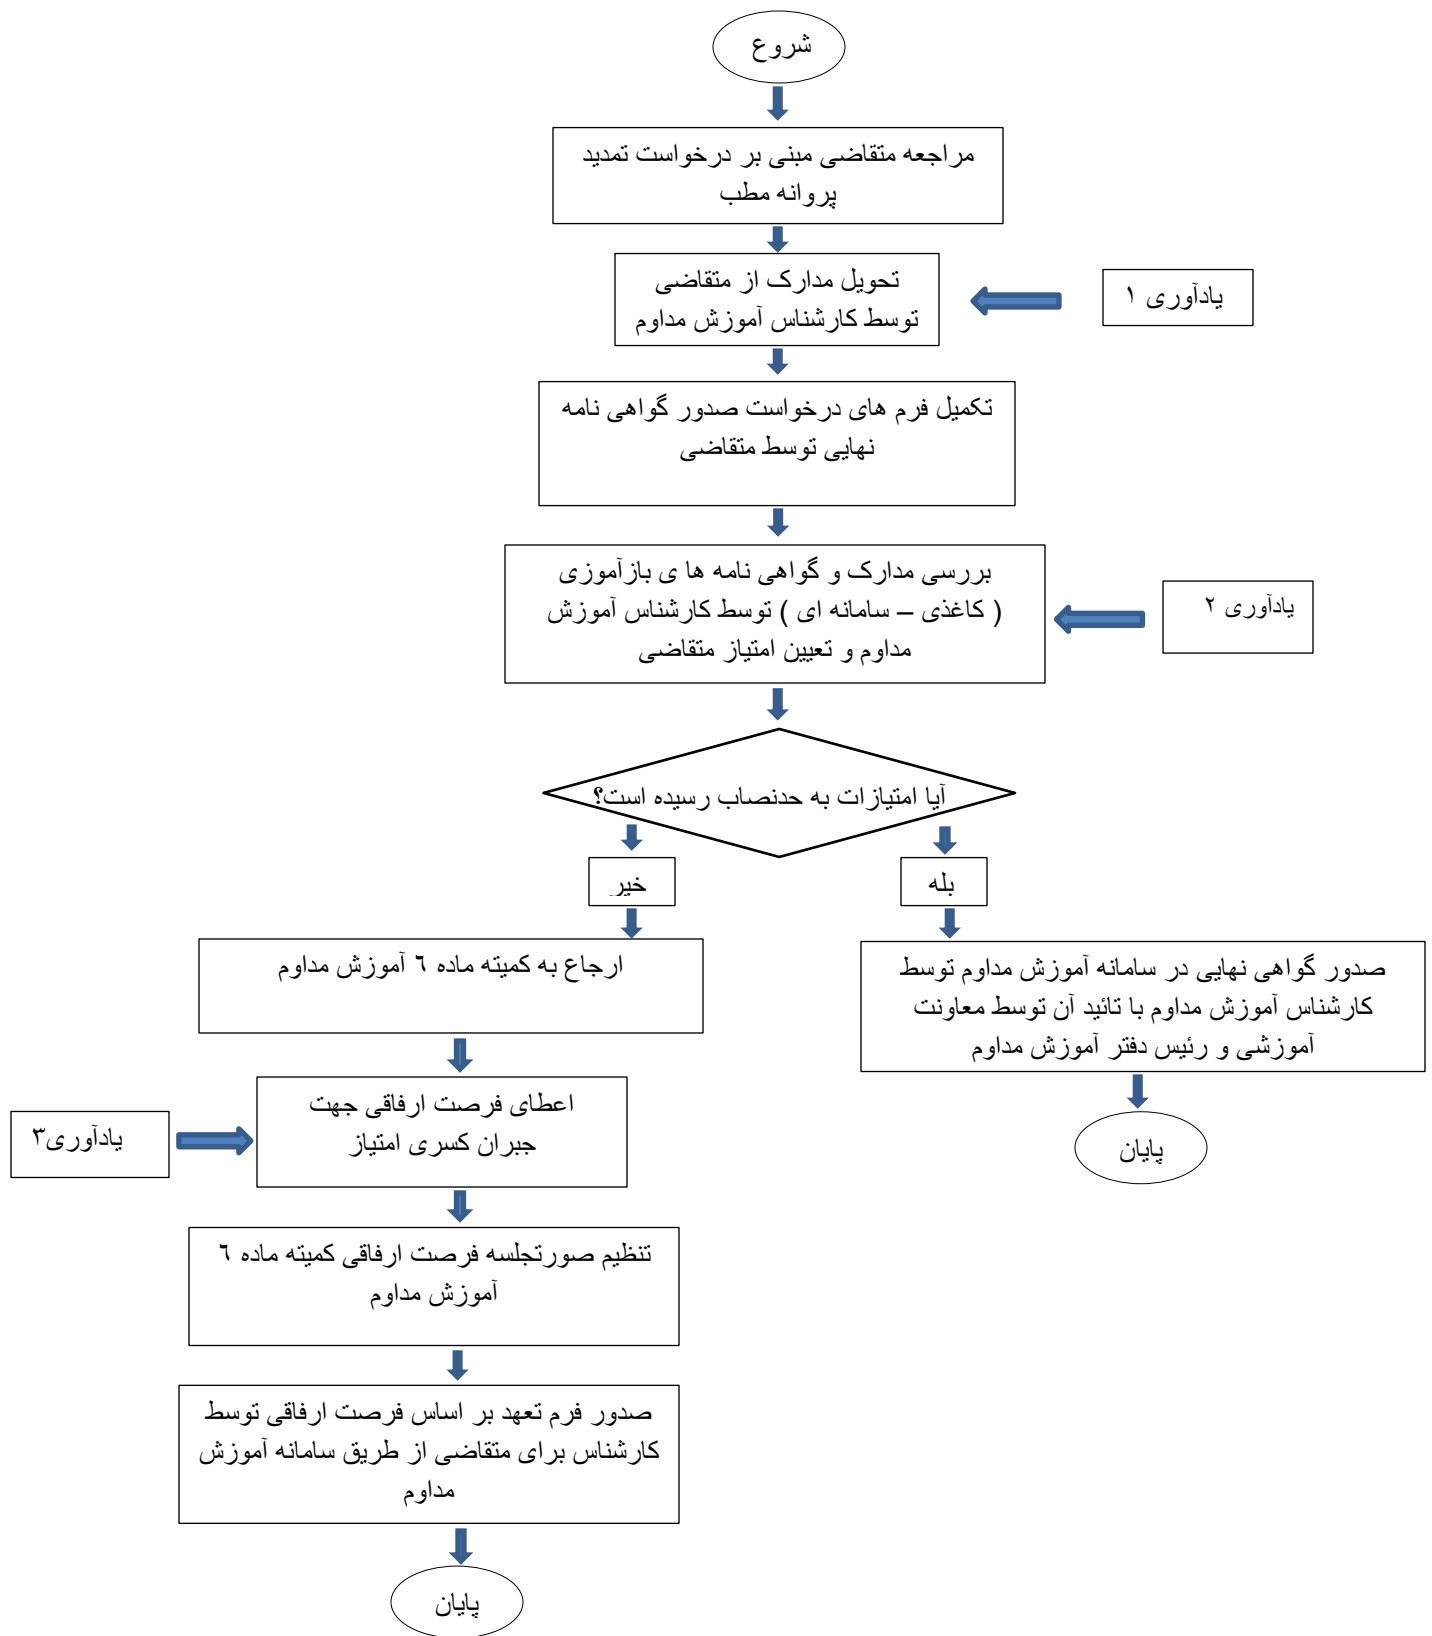 شروع
مراجعه متقاضی مبنی بر درخواست تمدید
پروانه مطب
تحویل مدارک از متقاضی
توسط کارشناس آموزش مداوم
یادآوری ۱
تکمیل فرم های درخواست صدور گواهی نامه
نهایی توسط متقاضی
بررسی مدارک و گواهی نامه ها ی بازآموزی
( کاغذی – سامانه ای ) توسط کارشناس آموزش
مداوم و تعیین امتیاز متقاضی
یادآوری ۲
آیا امتیازات به حدنصاب رسیده است؟
بله
خیر
صدور گواهی نهایی در سامانه آموزش مداوم توسط
کارشناس آموزش مداوم با تائید آن توسط معاونت
آموزشی و رئیس دفتر آموزش مداوم
پایان
ارجاع به کمیته ماده ٦ آموزش مداوم
اعطای فرصت ارفاقی جهت
جبران کسری امتیاز
یادآوری۳
تنظیم صورتجلسه فرصت ارفاقی کمیته ماده ٦
آموزش مداوم
صدور فرم تعهد بر اساس فرصت ارفاقی توسط
کارشناس برای متقاضی از طریق سامانه آموزش
مداوم
پایان